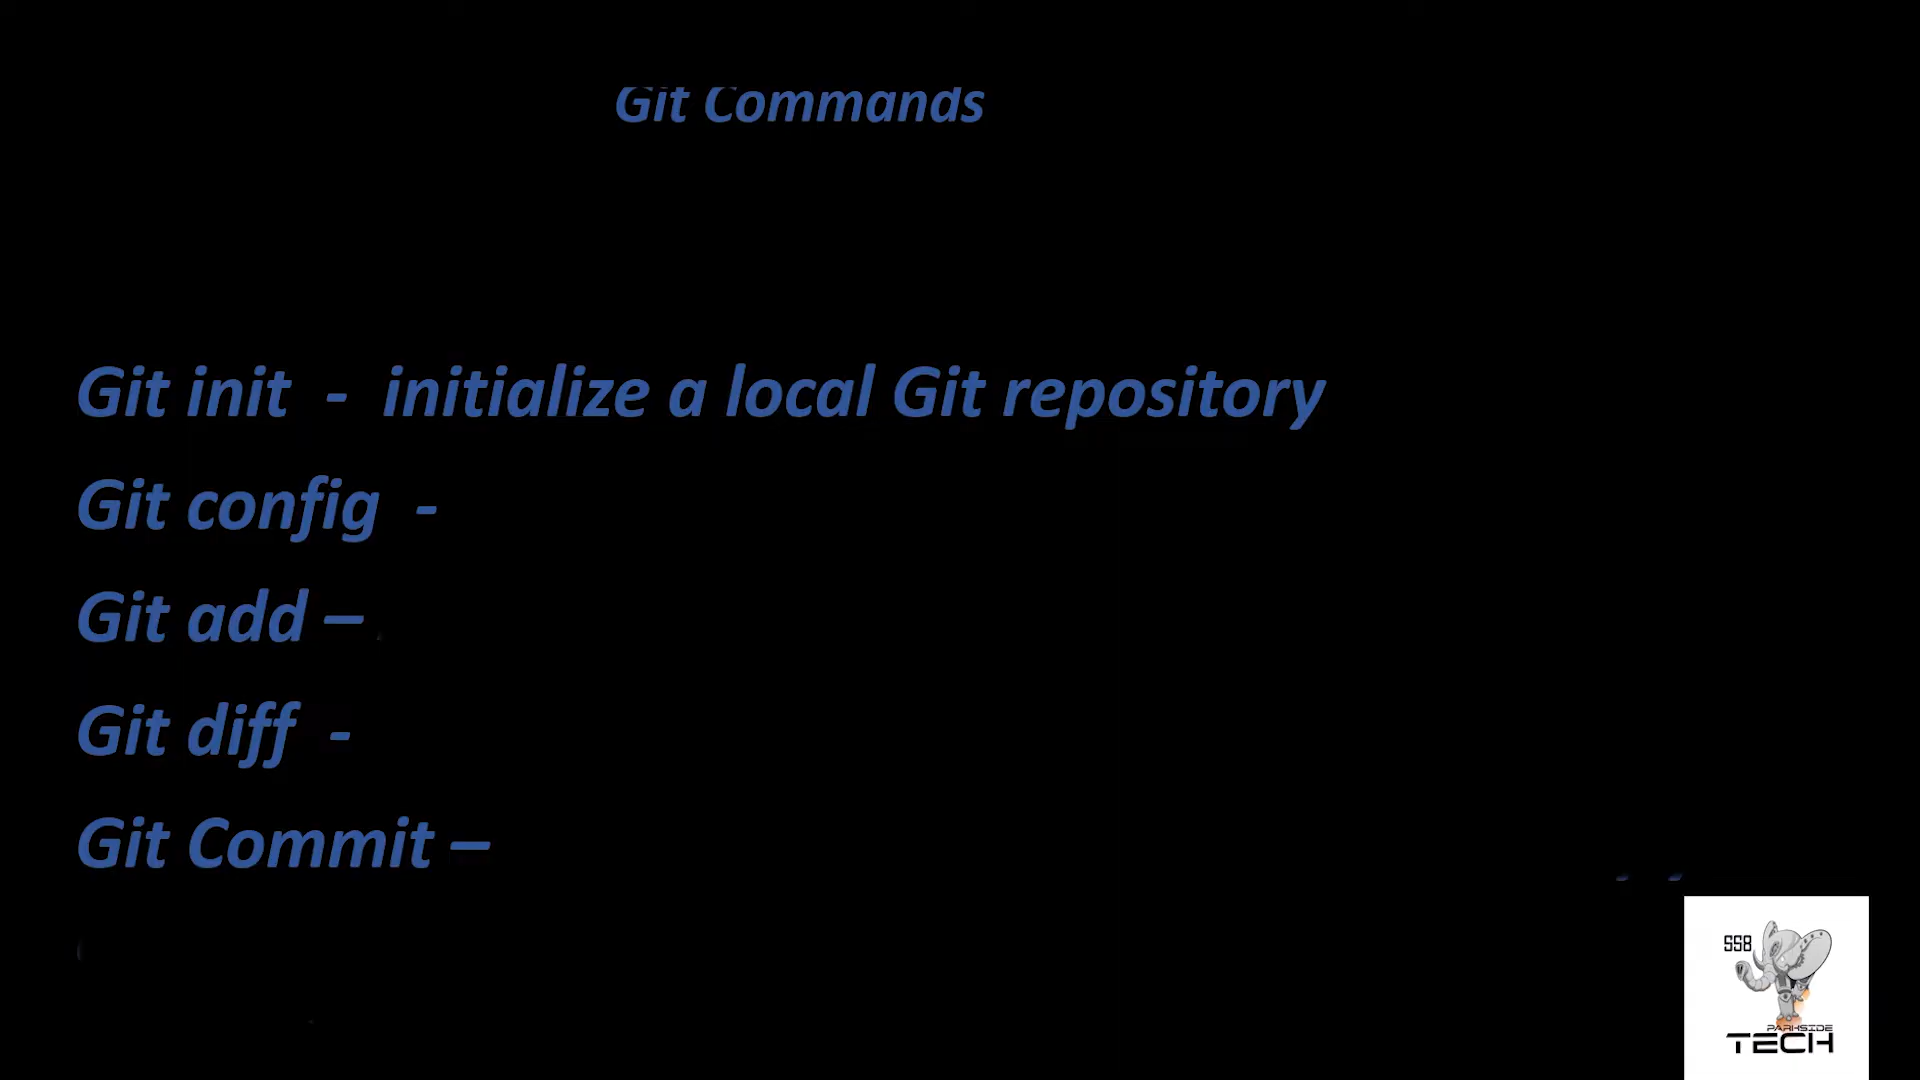 Git Commands
Git init - initialize a local Git repository
Git config -
Git add –
Git diff -
Git Commit –
SSB
PARKSIDE
TECH